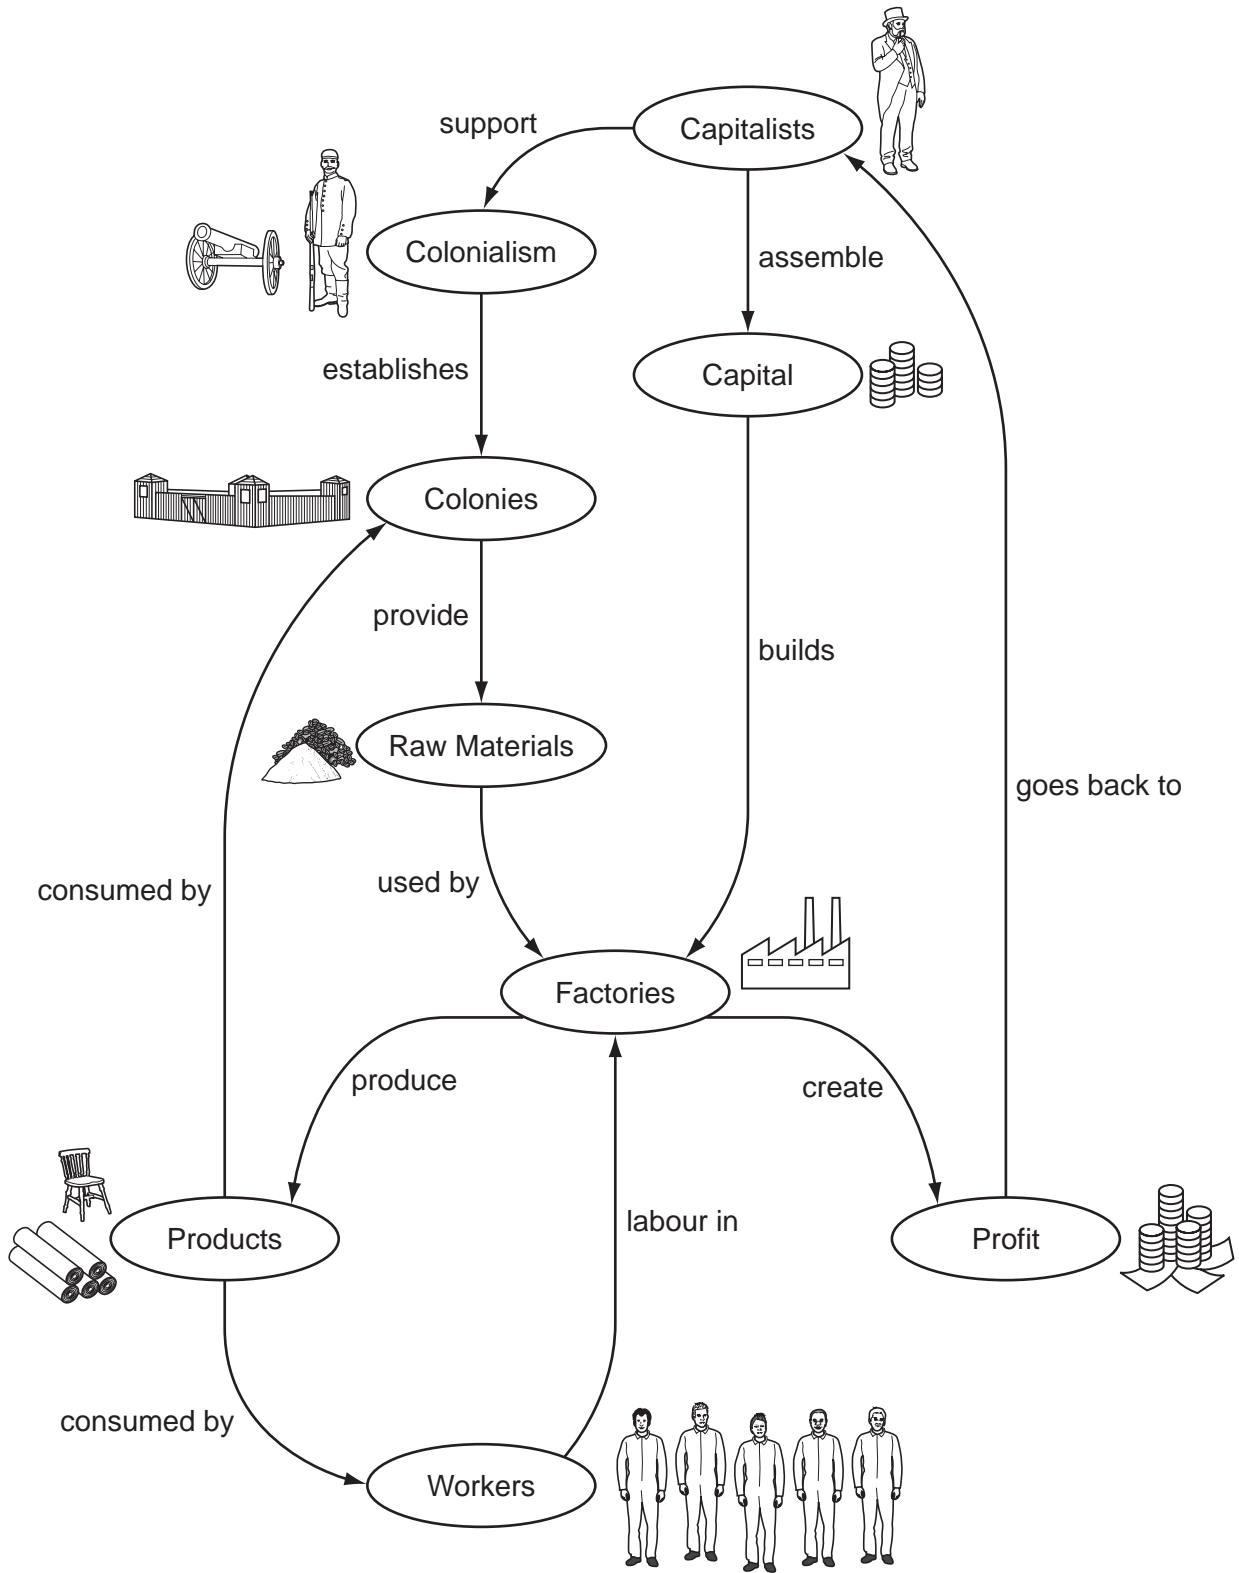 Capitalists
support
Colonialism
assemble
establishes
Capital
Colonies
provide
builds
Raw Materials
goes back to
used by
consumed by
Factories
produce
create
labour in
Products
Profit
consumed by
Workers